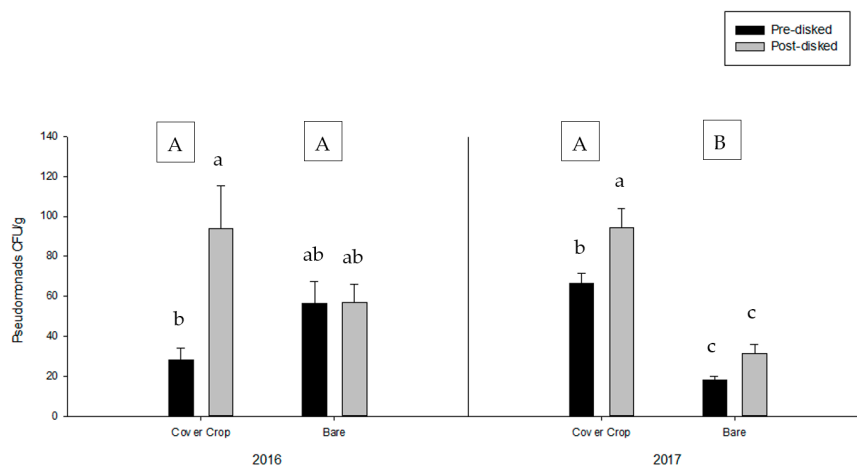 Pre-disked
Post-disked
A A A B
a a
ab ab
b b
c c
Pseudomonads CFU/g
140
120
100
80
60
40
20
0
Cover Crop Bare Cover Crop Bare
2016 2017